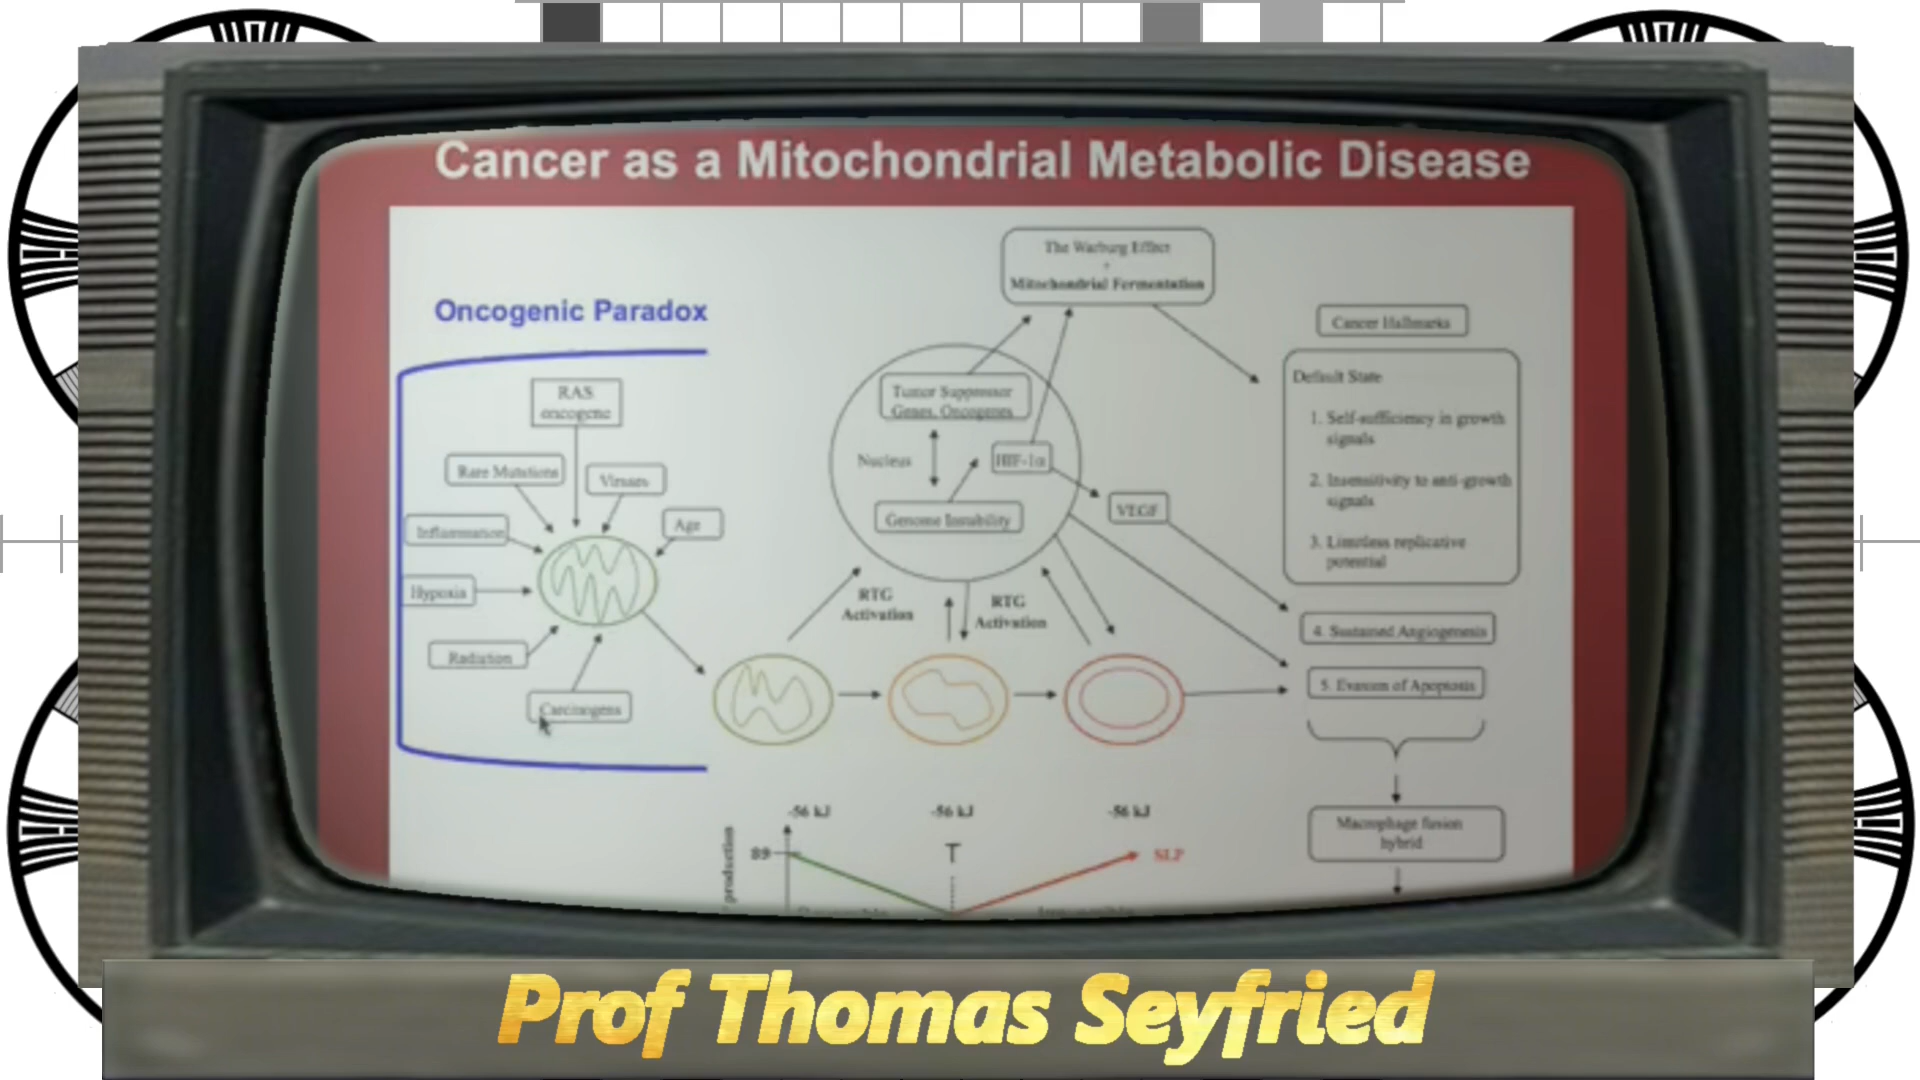 Cancer as a Mitochondrial Metabolic Disease
The Warburg Effect
+
Mitochondrial Fermentation
Oncogenic Paradox
Cancer Hallmarks
RAS
oncogene
Tumor Suppressor
Genes, Oncogenes
Default State
1. Self-sufficiency in growth
signals
Rare Mutations
Viruses
Nucleus
HIF-1α
2. Insensitivity to anti-growth
signals
Inflammation
Age
Genome Instability
VEGF
3. Limitless replicative
potential
Hypoxia
RTG
Activation
RTG
Activation
4. Sustained Angiogenesis
Radiation
5. Evasion of Apoptosis
Carcinogens
-56 kJ
-56 kJ
-56 kJ
Macrophage fusion
hybrid
89
T
SLP
production
Prof Thomas Seyfried